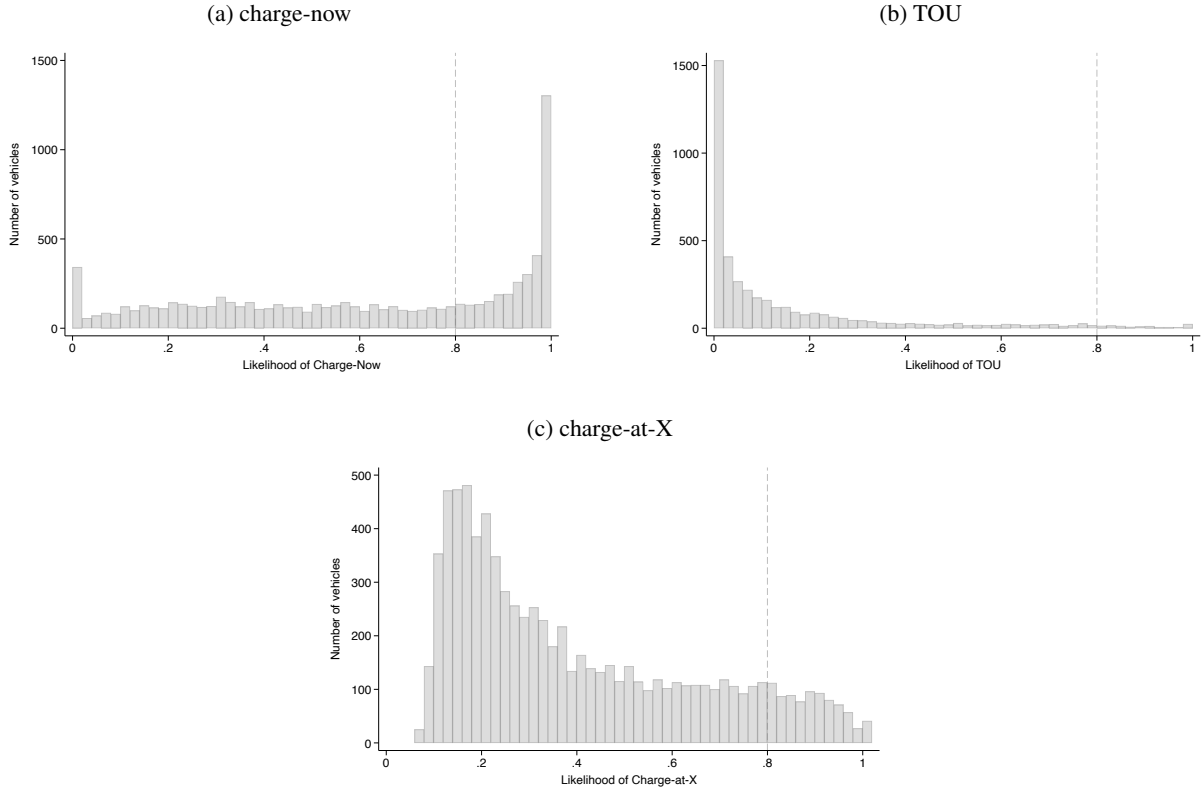 (a) charge-now
(b) TOU
1500
1000
500
0
Number of vehicles
0 .2 .4 .6 .8 1
Likelihood of Charge-Now
1500
1000
500
0
Number of vehicles
0 .2 .4 .6 .8 1
Likelihood of TOU
(c) charge-at-X
500
400
300
200
100
0
Number of vehicles
0 .2 .4 .6 .8 1
Likelihood of Charge-at-X